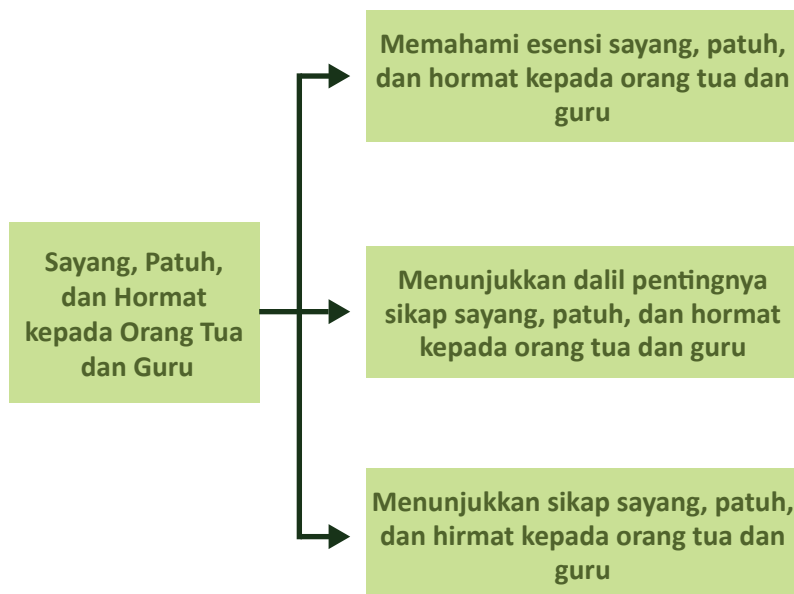 Sayang, Patuh,
dan Hormat
kepada Orang Tua
dan Guru
Memahami esensi sayang, patuh,
dan hormat kepada orang tua dan
guru
Menunjukkan dalil pentingnya
sikap sayang, patuh, dan hormat
kepada orang tua dan guru
Menunjukkan sikap sayang, patuh,
dan hirmat kepada orang tua dan
guru